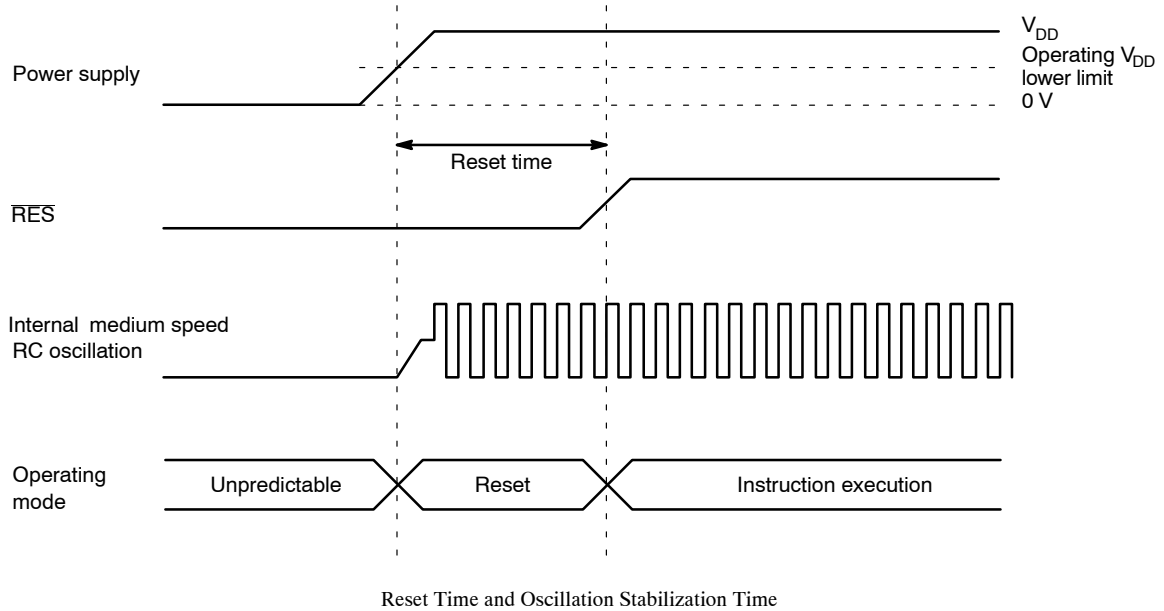 V_DD
Operating V_DD
lower limit
0 V
Power supply
Reset time
RES
Internal medium speed
RC oscillation
Operating
mode
Unpredictable
Reset
Instruction execution
Reset Time and Oscillation Stabilization Time